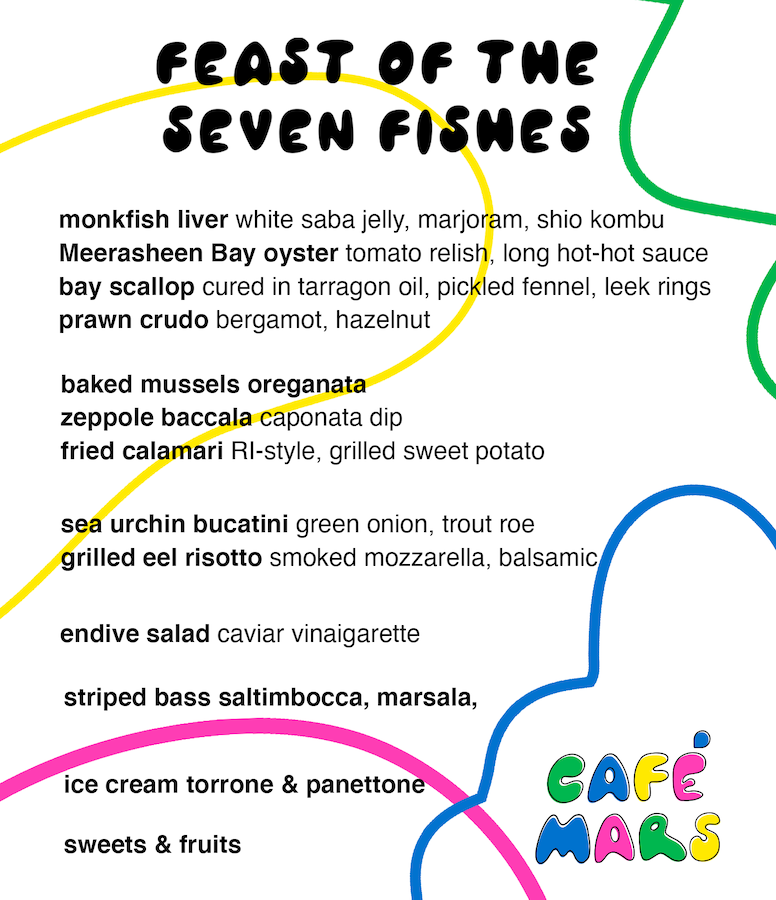 FEAST OF THE
SEVEN FISHES
monkfish liver white saba jelly, marjoram, shio kombu
Meerasheen Bay oyster tomato relish, long hot-hot sauce
bay scallop cured in tarragon oil, pickled fennel, leek rings
prawn crudo bergamot, hazelnut
baked mussels oreganata
zeppole baccala caponata dip
fried calamari RI-style, grilled sweet potato
sea urchin bucatini green onion, trout roe
grilled eel risotto smoked mozzarella, balsamic
endive salad caviar vinaigarette
striped bass saltimbocca, marsala,
ice cream torrone & panettone
sweets & fruits
CAFÉ
MARS